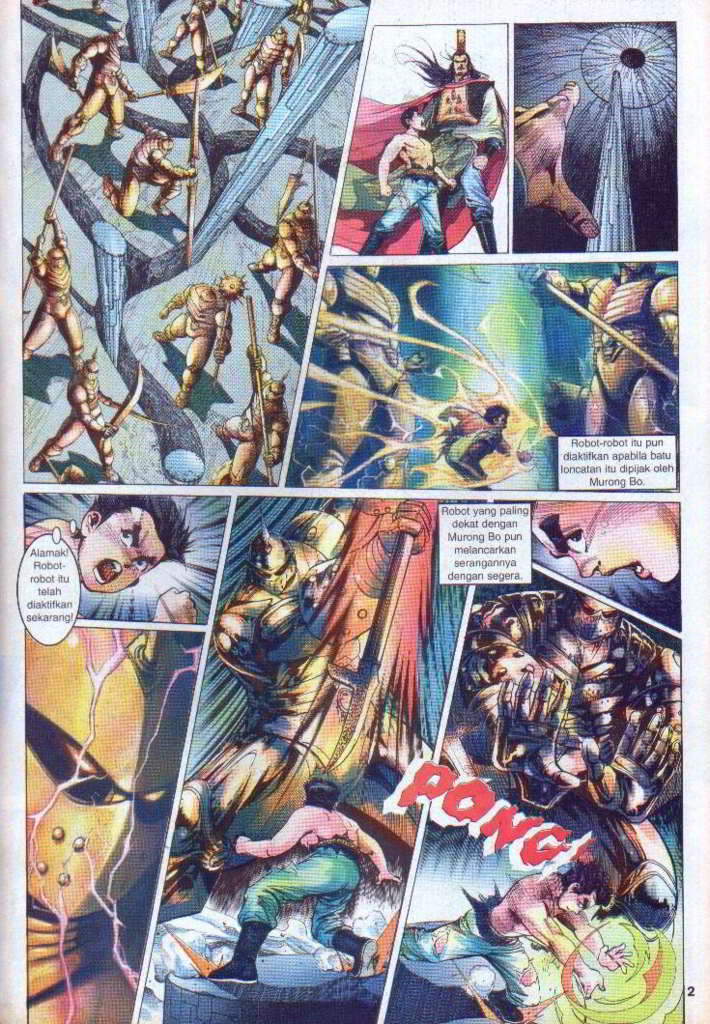 Robot-robot itu pun
diaktifkan apabila batu
loncatan itu dipijak oleh
Murong Bo.
Alamak!
Robot-
robot itu
telah
diaktifkan
sekarang!
Robot yang paling
dekat dengan
Murong Bo pun
melancarkan
serangannya
dengan segera.
PONG!
2